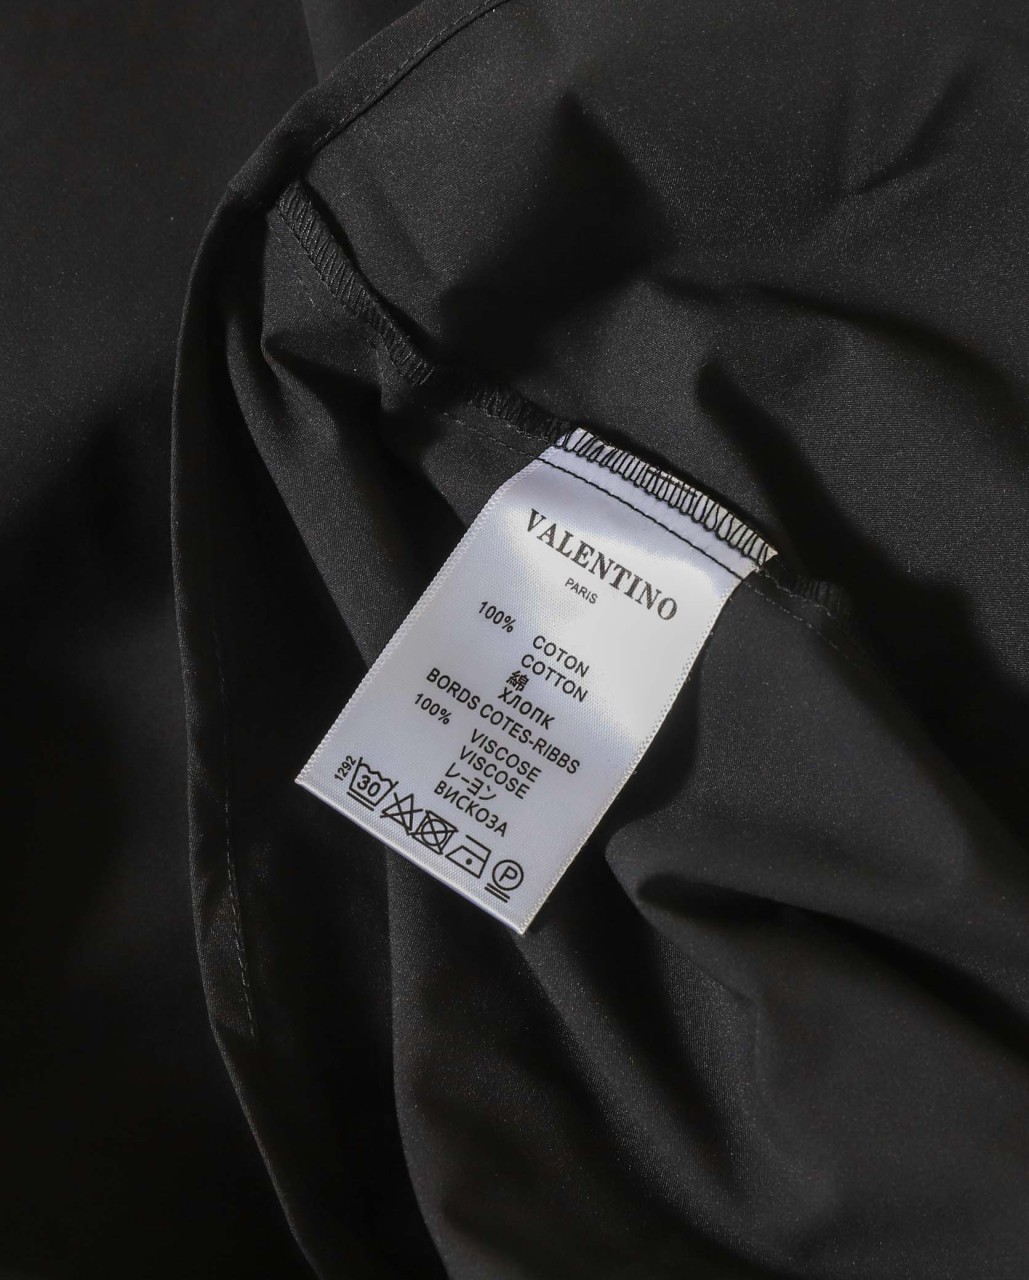 VALENTINO
PARIS
100%
COTON
COTTON
綿
ХЛОПК
BORDS COTES-RIBBS
100%
VISCOSE
VISCOSE
レーヨン
ВИСКОЗА
1292
30
P